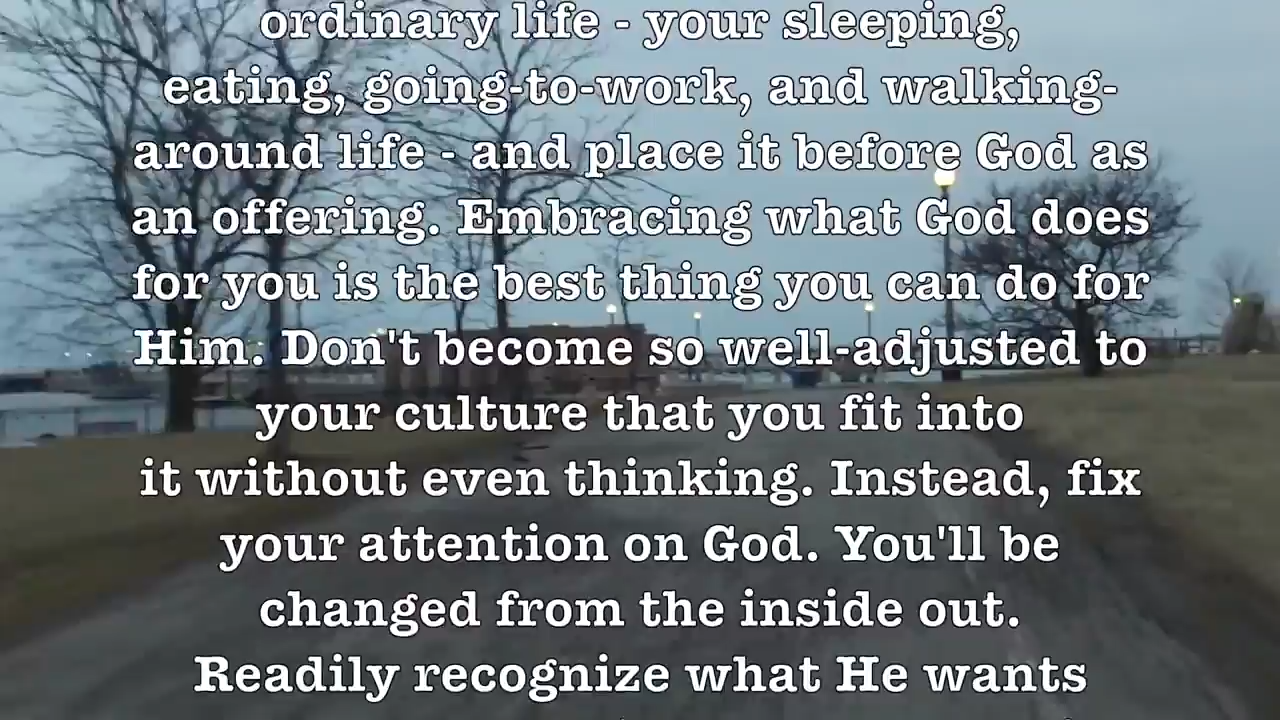 ordinary life - your sleeping,
eating, going-to-work, and walking-
around life - and place it before God as
an offering. Embracing what God does
for you is the best thing you can do for
Him. Don't become so well-adjusted to
your culture that you fit into
it without even thinking. Instead, fix
your attention on God. You'll be
changed from the inside out.
Readily recognize what He wants